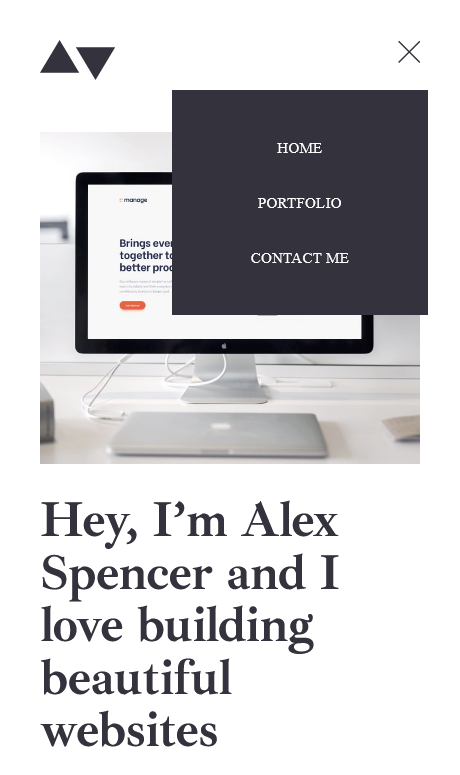 HOME
PORTFOLIO
CONTACT ME
manage
Brings ever
together to
better prod
Hey, I’m Alex
Spencer and I
love building
beautiful
websites